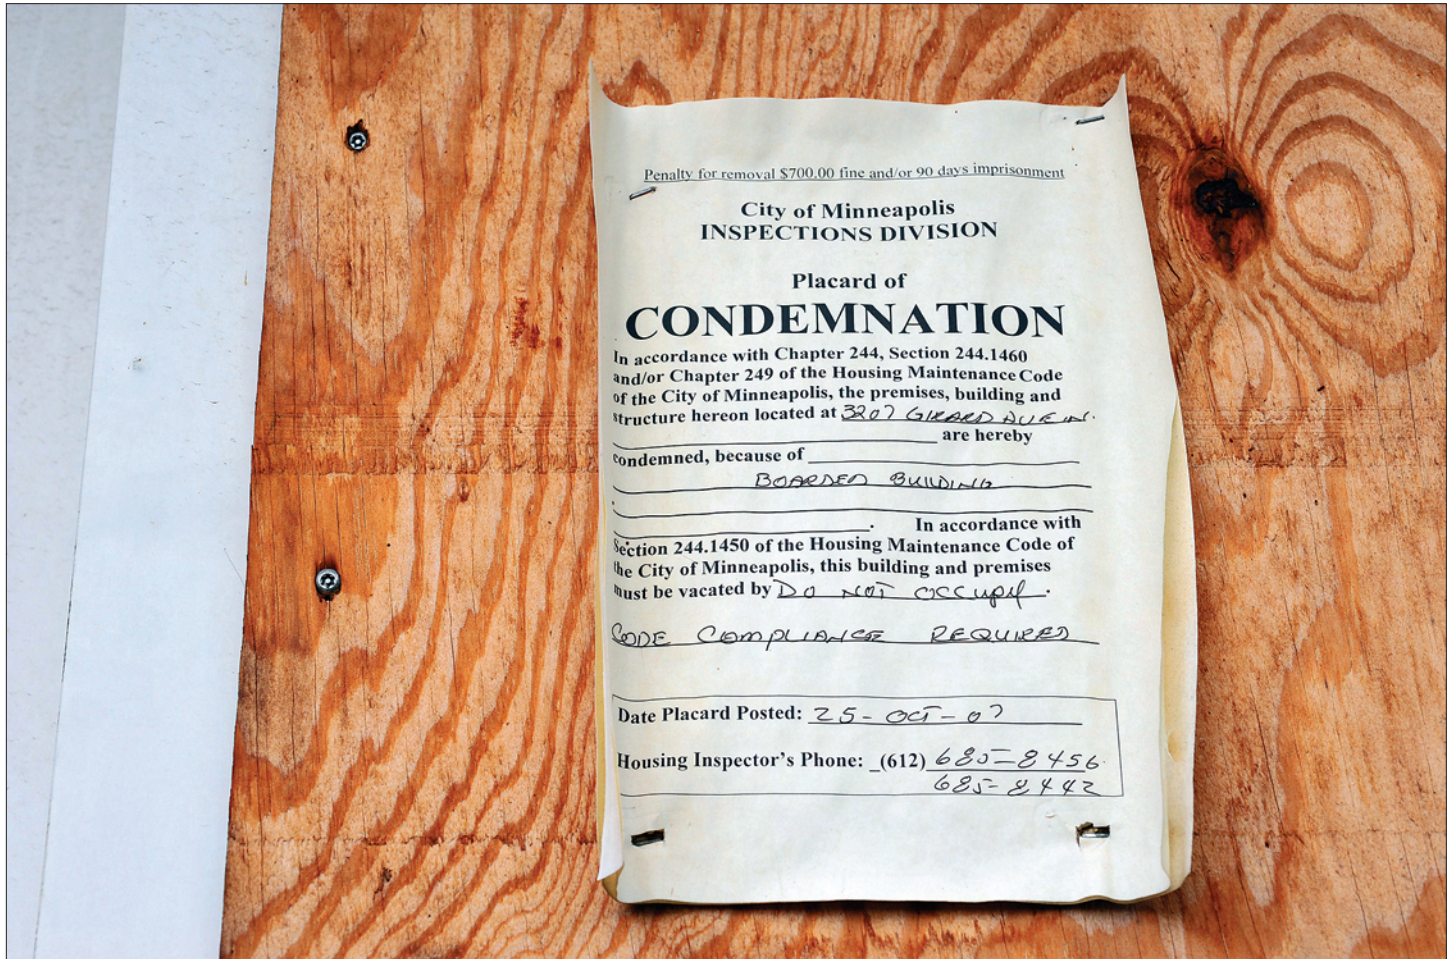 Penalty for removal $700.00 fine and/or 90 days imprisonment
City of Minneapolis
INSPECTIONS DIVISION
Placard of
CONDEMNATION
In accordance with Chapter 244, Section 244.1460
and/or Chapter 249 of the Housing Maintenance Code
of the City of Minneapolis, the premises, building and
structure hereon located at 3207 GIRARD AVE N.
are hereby
condemned, because of
BOARDED BUILDING
. In accordance with
Section 244.1450 of the Housing Maintenance Code of
the City of Minneapolis, this building and premises
must be vacated by DO NOT OCCUPY.
CODE COMPLIANCE REQUIRED
Date Placard Posted: 25-OCT-07
Housing Inspector's Phone: (612) 685-8456
685-8442